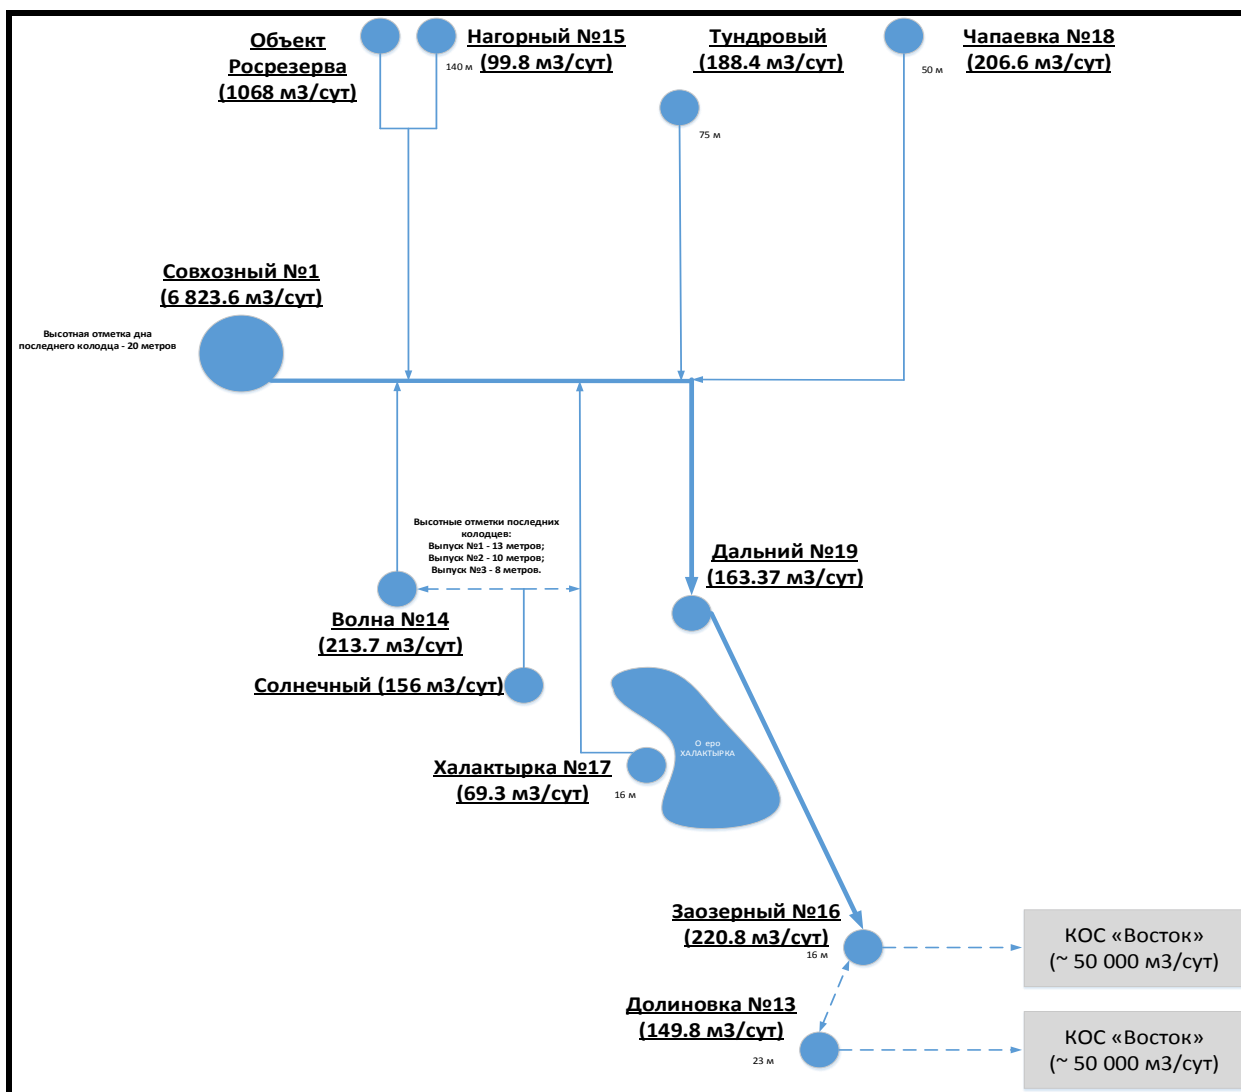 Объект
Росрезерва
(1068 м3/сут)
140 м
Нагорный №15
(99.8 м3/сут)
Тундровый
(188.4 м3/сут)
75 м
50 м
Чапаевка №18
(206.6 м3/сут)
Совхозный №1
(6 823.6 м3/сут)
Высотная отметка дна
последнего колодца - 20 метров
Высотные отметки последних
колодцев:
Выпуск №1 - 13 метров;
Выпуск №2 - 10 метров;
Выпуск №3 - 8 метров.
Волна №14
(213.7 м3/сут)
Солнечный (156 м3/сут)
Дальний №19
(163.37 м3/сут)
О еро
ХАЛАКТЫРКА
Халактырка №17
(69.3 м3/сут)
16 м
Заозерный №16
(220.8 м3/сут)
16 м
КОС «Восток»
(~ 50 000 м3/сут)
Долиновка №13
(149.8 м3/сут)
23 м
КОС «Восток»
(~ 50 000 м3/сут)